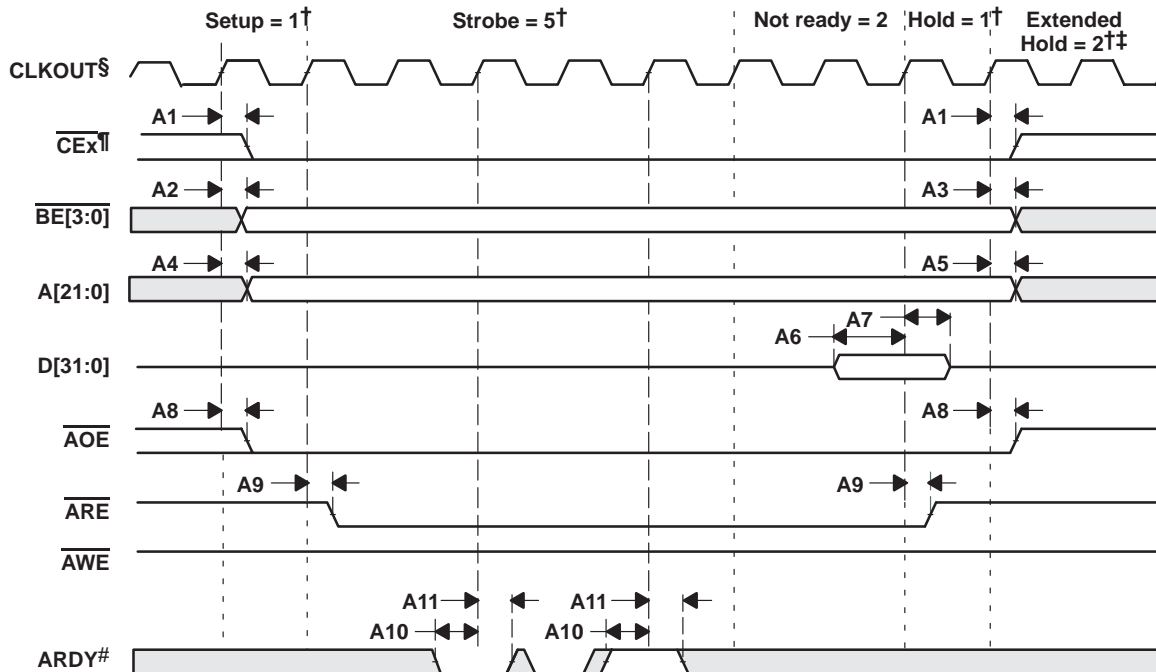 Setup = 1† Strobe = 5† Not ready = 2 Hold = 1† Extended
Hold = 2†‡
CLKOUT§
A1 A1
CEx¶
A2 A3
BE[3:0]
A4 A5
A[21:0]
A7
A6
D[31:0]
A8 A8
AOE
A9 A9
ARE
AWE
A11 A11
A10 A10
ARDY#